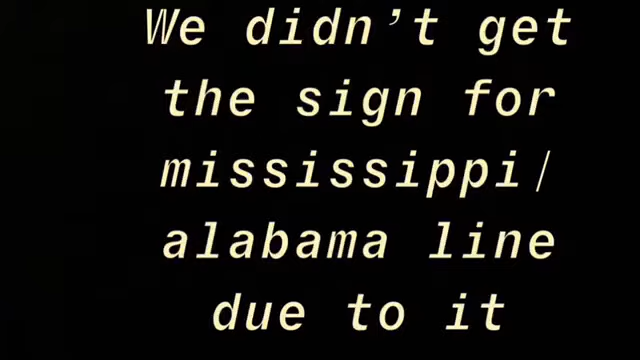 We didn’t get
the sign for
mississippi/
alabama line
due to it